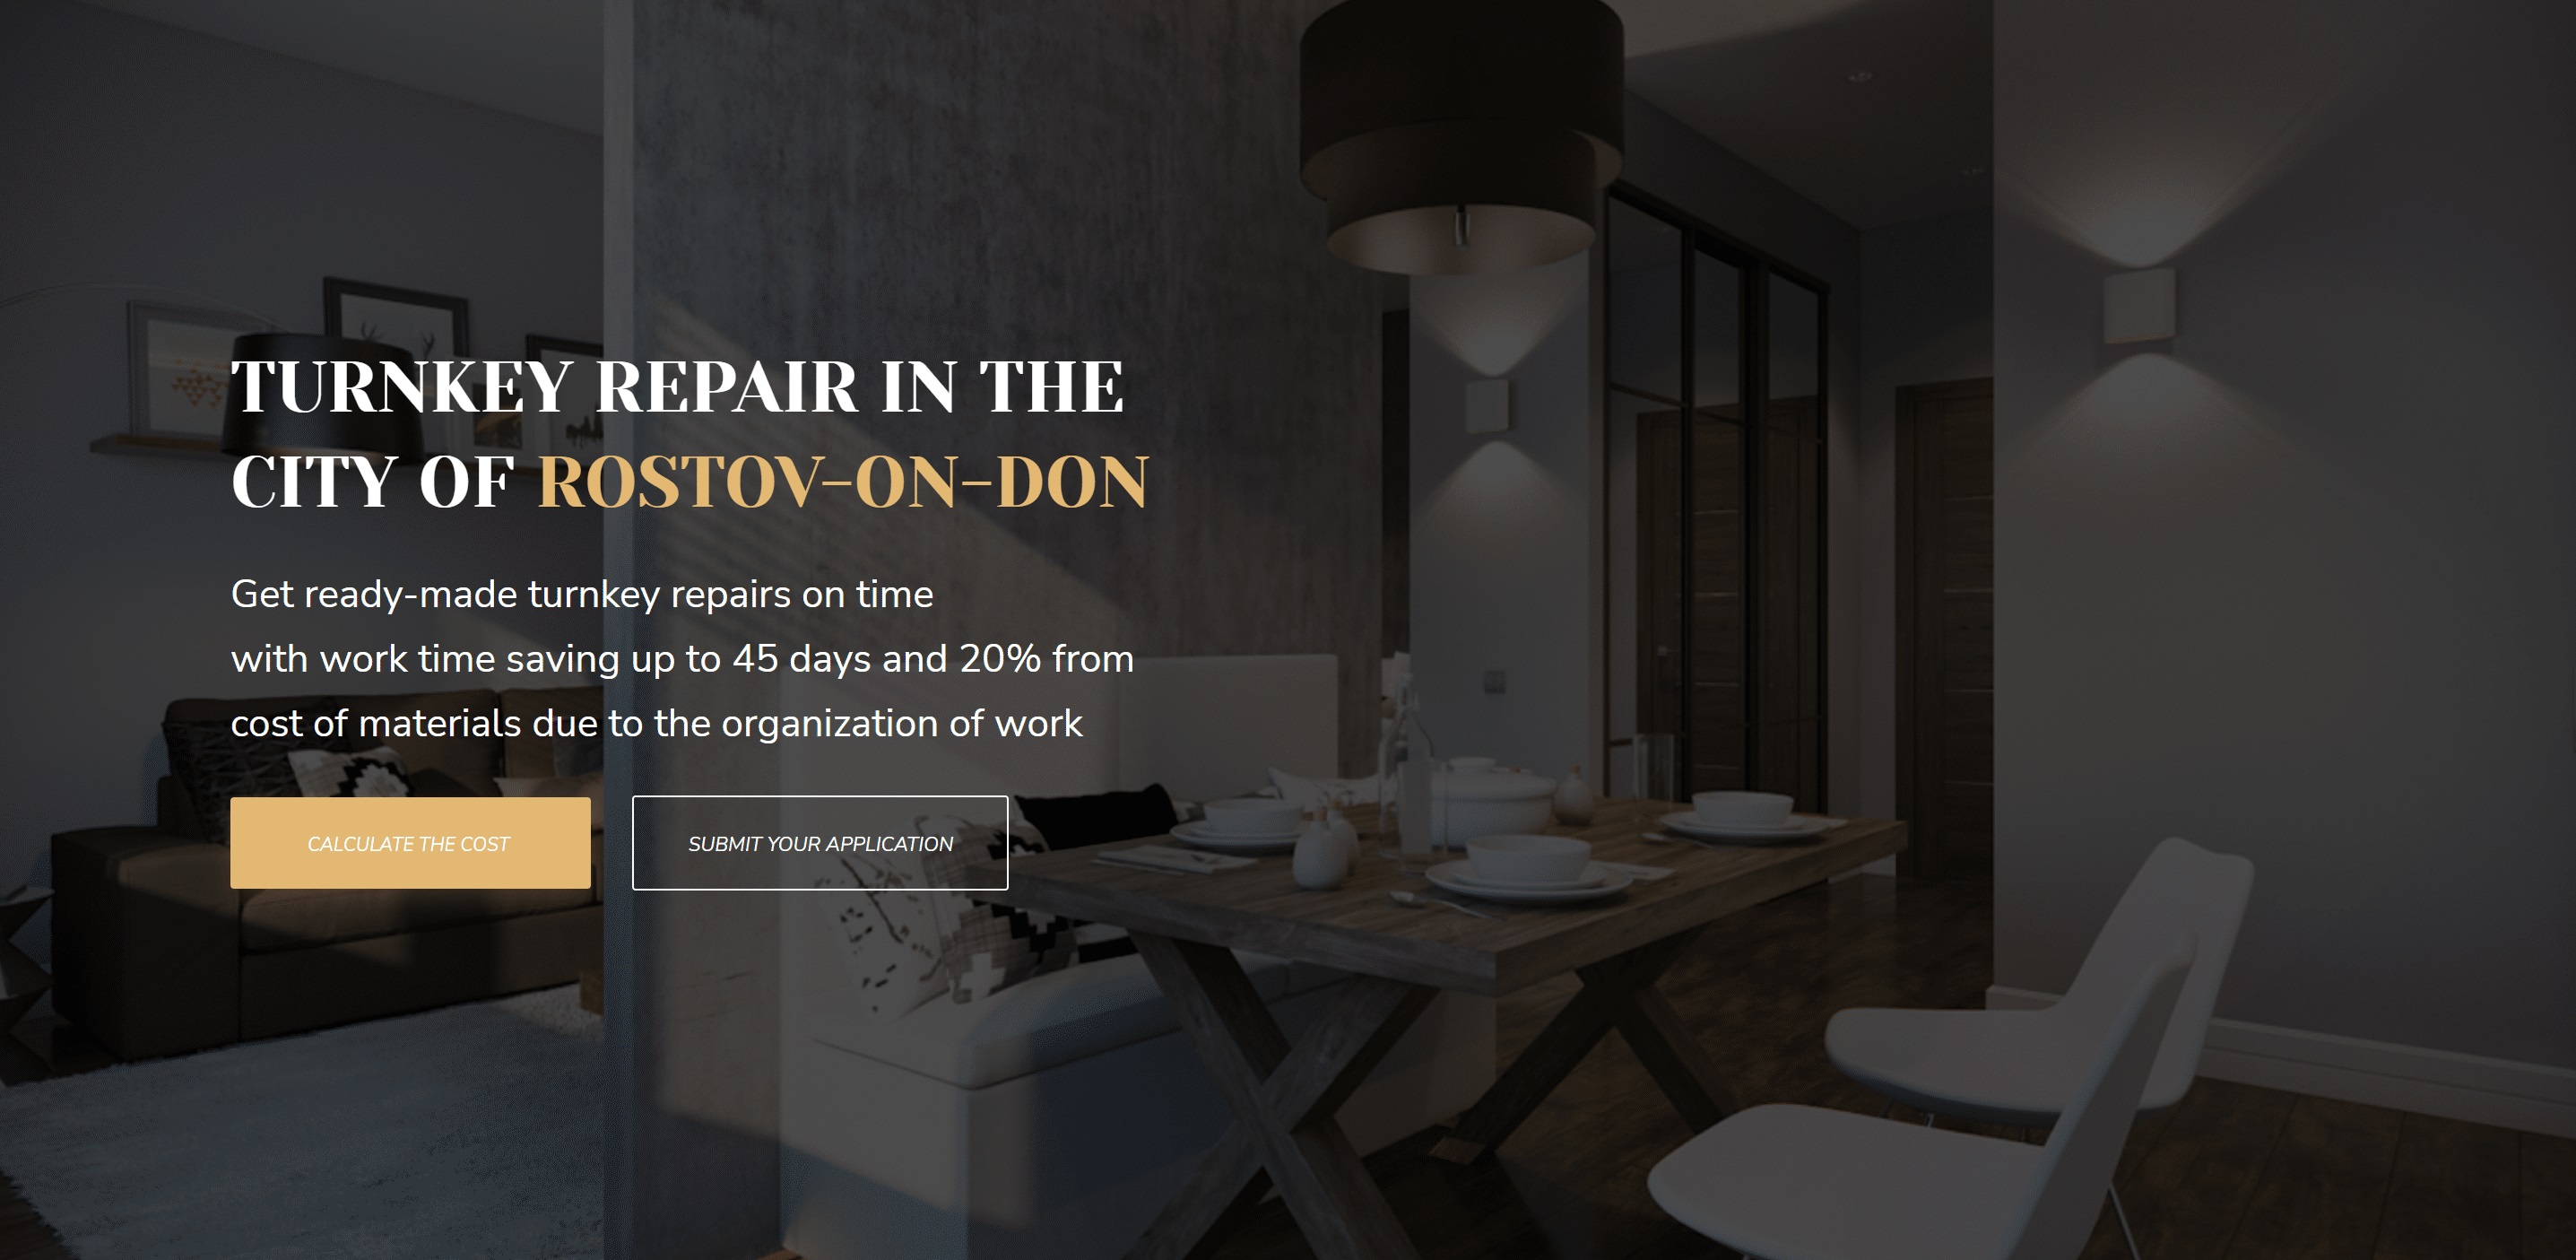 TURNKEY REPAIR IN THE
CITY OF ROSTOV-ON-DON
Get ready-made turnkey repairs on time
with work time saving up to 45 days and 20% from
cost of materials due to the organization of work
CALCULATE THE COST
SUBMIT YOUR APPLICATION